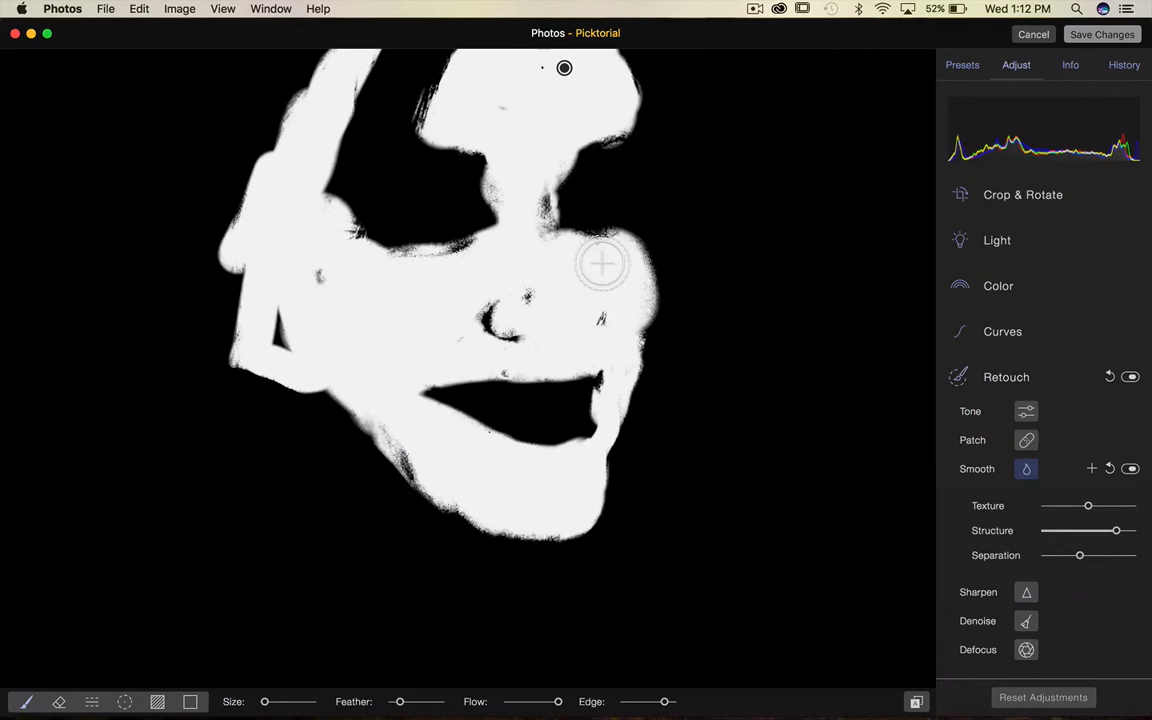 Photos File Edit Image View Window Help 52% Wed 1:12 PM
Photos - Picktorial
Cancel Save Changes
Presets Adjust Info History
Crop & Rotate
Light
Color
Curves
Retouch
Tone
Patch
Smooth
Texture
Structure
Separation
Sharpen
Denoise
Defocus
Size: Feather: Flow: Edge: Reset Adjustments